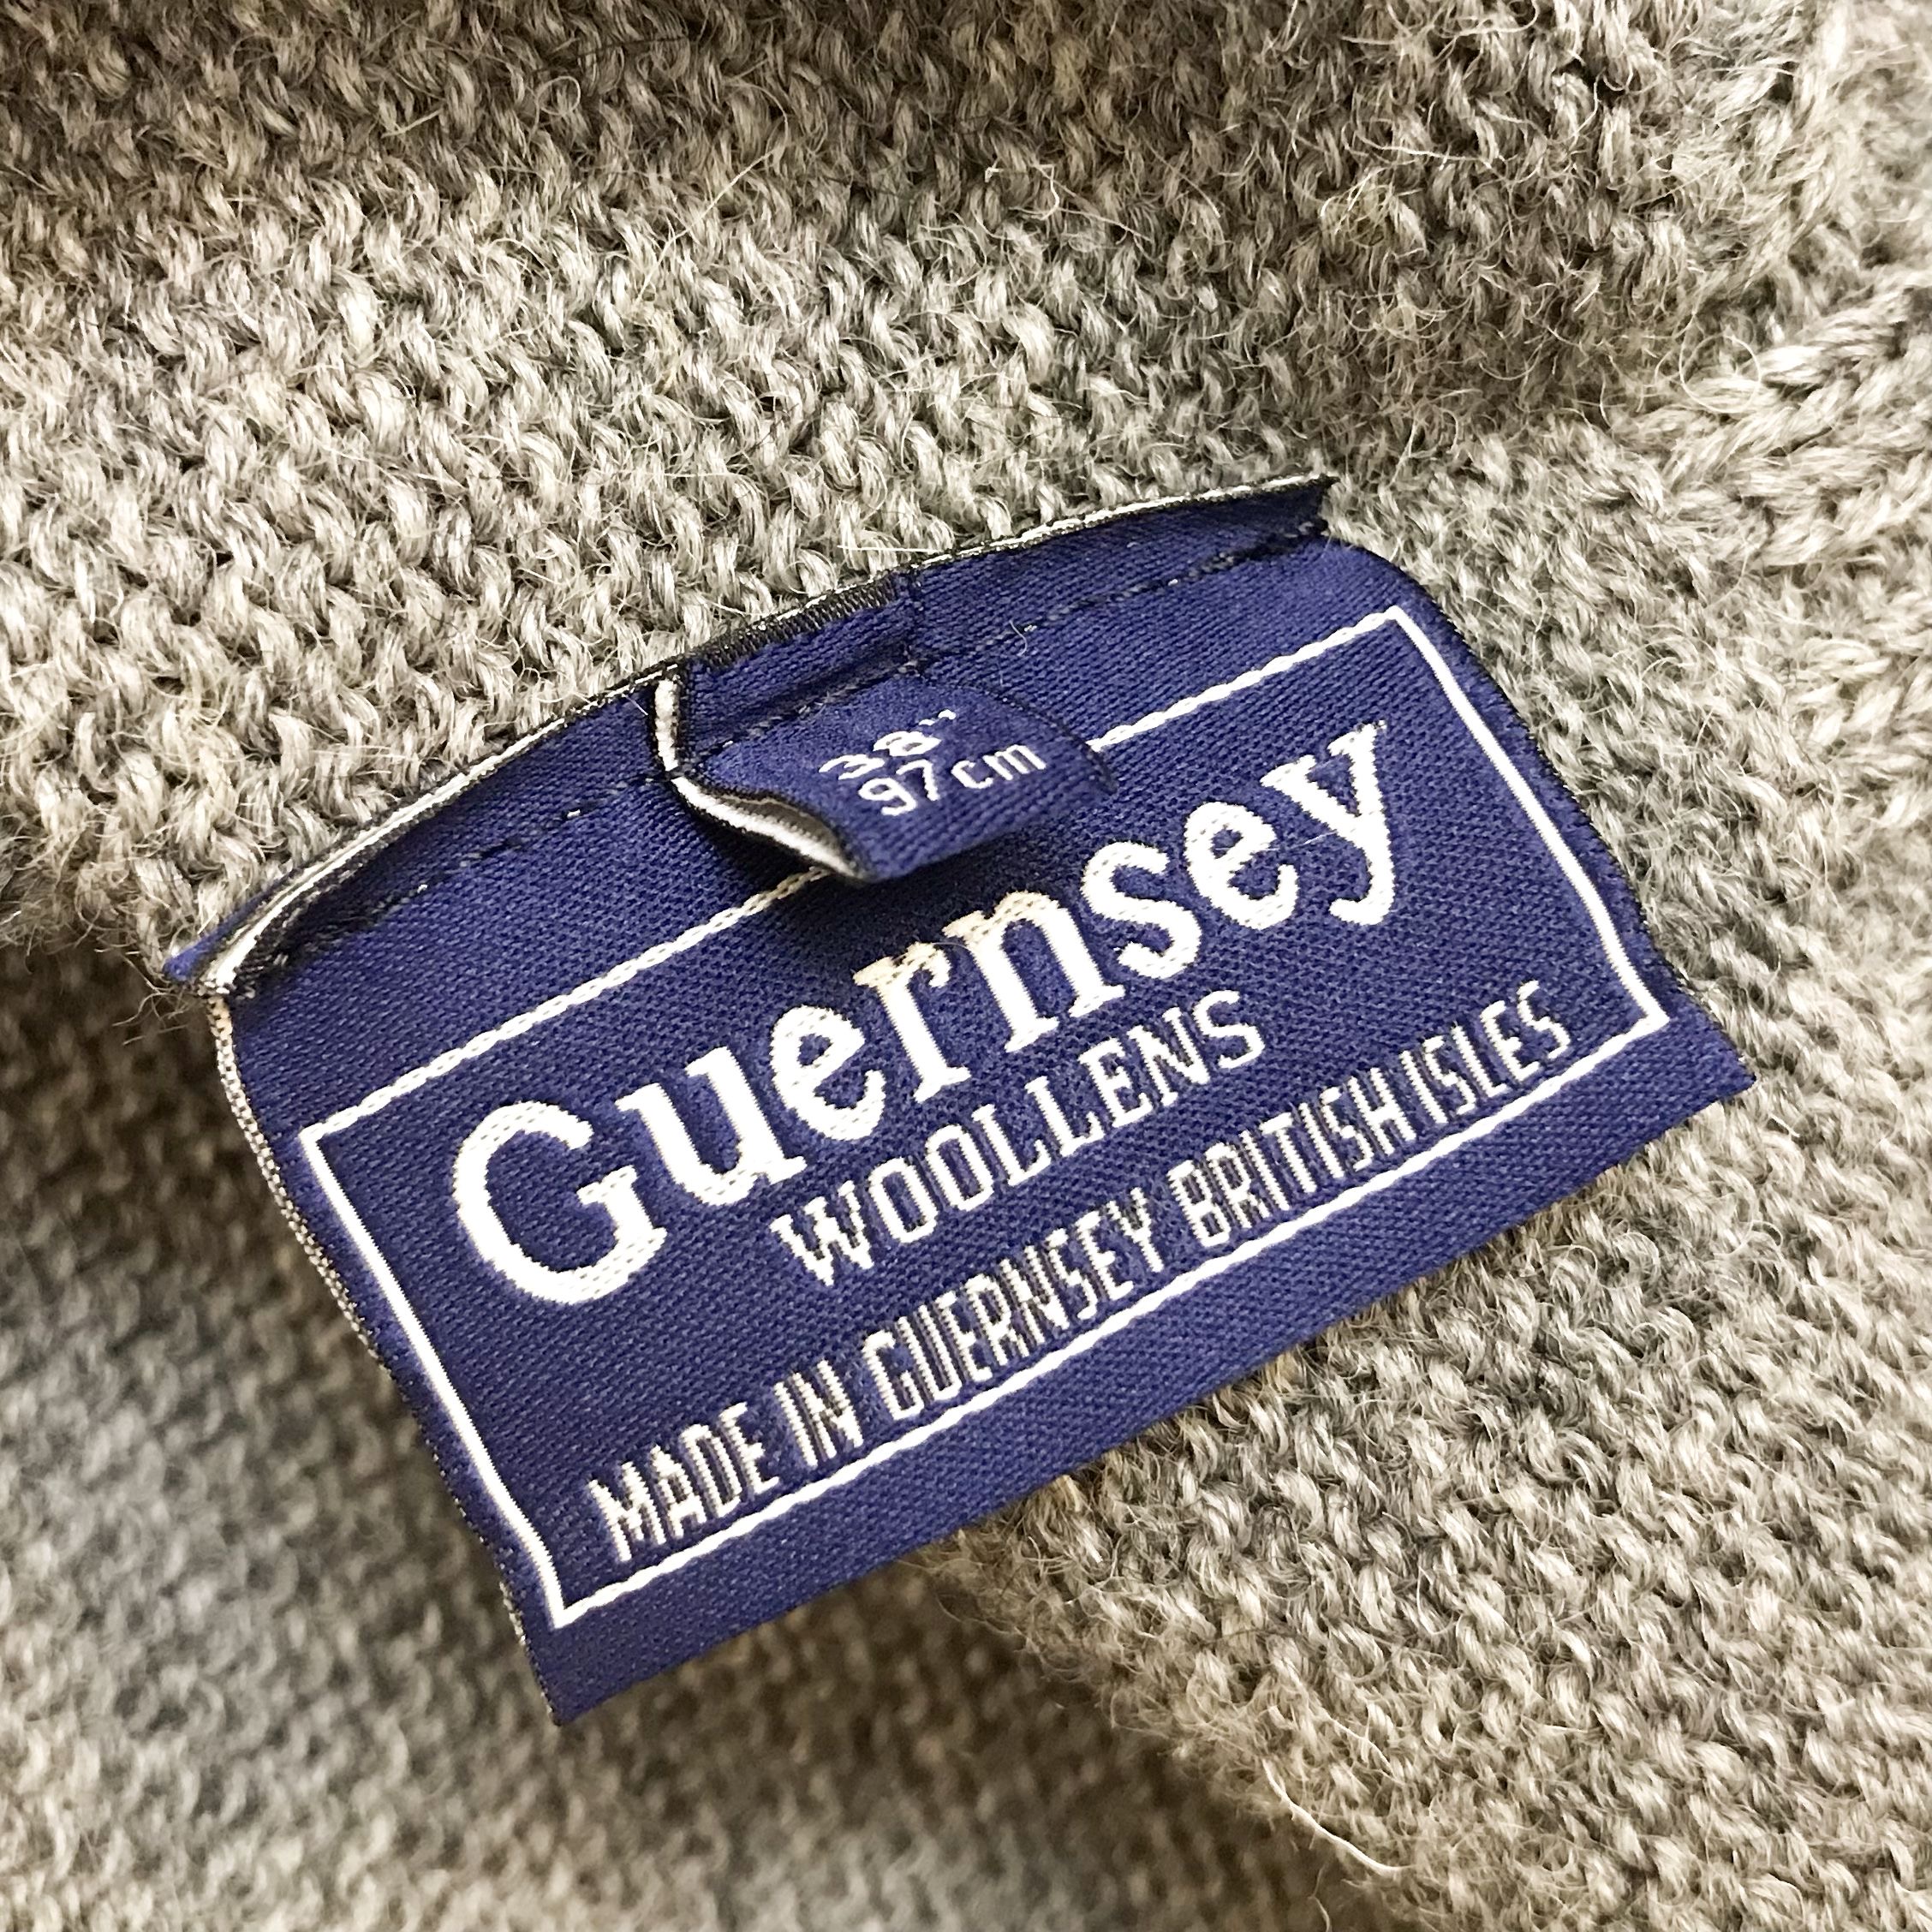 38"
97cm
Guernsey
WOOLLENS
MADE IN GUERNSEY BRITISH ISLES